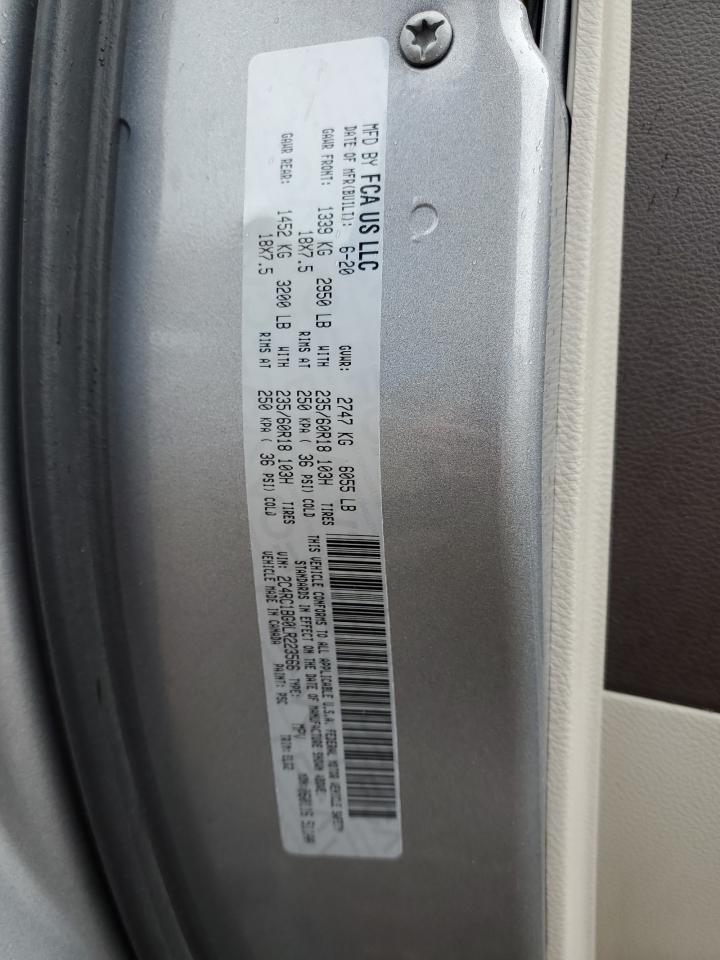 MFD BY FCA US LLC
DATE OF MFR(BUILT): 6-20 GVWR: 2747 KG 6055 LB
GAWR FRONT: 1339 KG 2950 LB WITH 235/60R18 103H TIRES
18X7.5 RIMS AT 250 KPA ( 36 PSI) COLD
GAWR REAR: 1452 KG 3200 LB WITH 235/60R18 103H TIRES
18X7.5 RIMS AT 250 KPA ( 36 PSI) COLD
THIS VEHICLE CONFORMS TO ALL APPLICABLE U.S.A. FEDERAL MOTOR VEHICLE SAFETY
STANDARDS IN EFFECT ON THE DATE OF MANUFACTURE SHOWN ABOVE.
VIN: 2C4RC1BG0LR223566 TYPE: MPV
VEHICLE MADE IN CANADA PAINT: PSC TRIM: